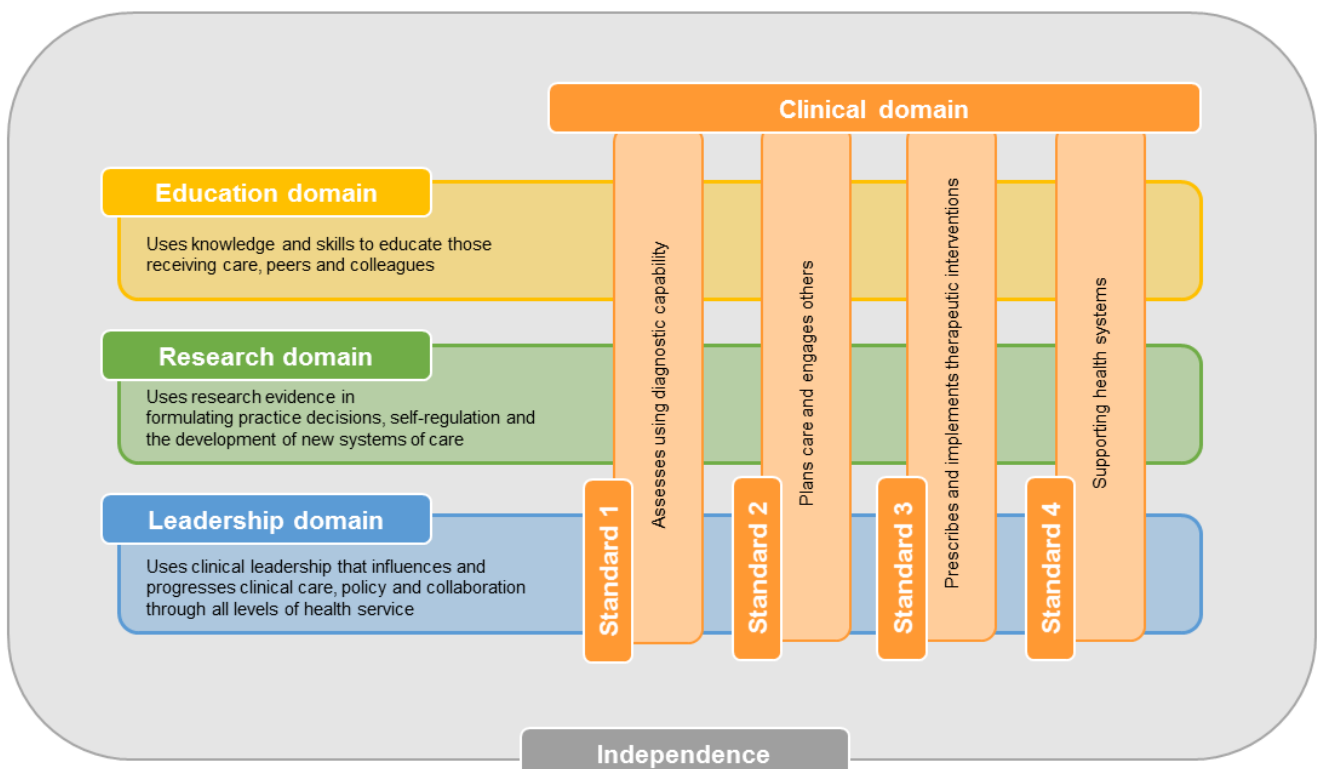 Clinical domain
Education domain
Uses knowledge and skills to educate those
receiving care, peers and colleagues
Research domain
Uses research evidence in
formulating practice decisions, self-regulation and
the development of new systems of care
Leadership domain
Uses clinical leadership that influences and
progresses clinical care, policy and collaboration
through all levels of health service
Standard 1
Assesses using diagnostic capability
Standard 2
Plans care and engages others
Standard 3
Prescribes and implements therapeutic interventions
Standard 4
Supporting health systems
Independence